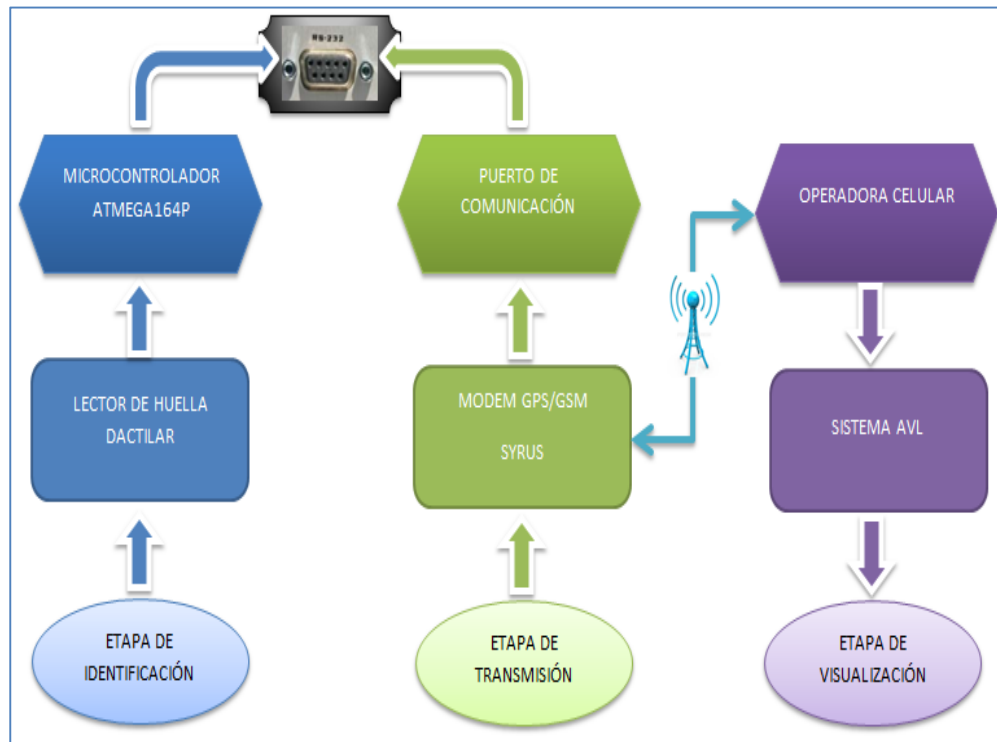 RS-232
MICROCONTROLADOR
ATMEGA164P
PUERTO DE
COMUNICACIÓN
OPERADORA CELULAR
LECTOR DE HUELLA
DACTILAR
MODEM GPS/GSM
SYRUS
SISTEMA AVL
ETAPA DE
IDENTIFICACIÓN
ETAPA DE
TRANSMISIÓN
ETAPA DE
VISUALIZACIÓN